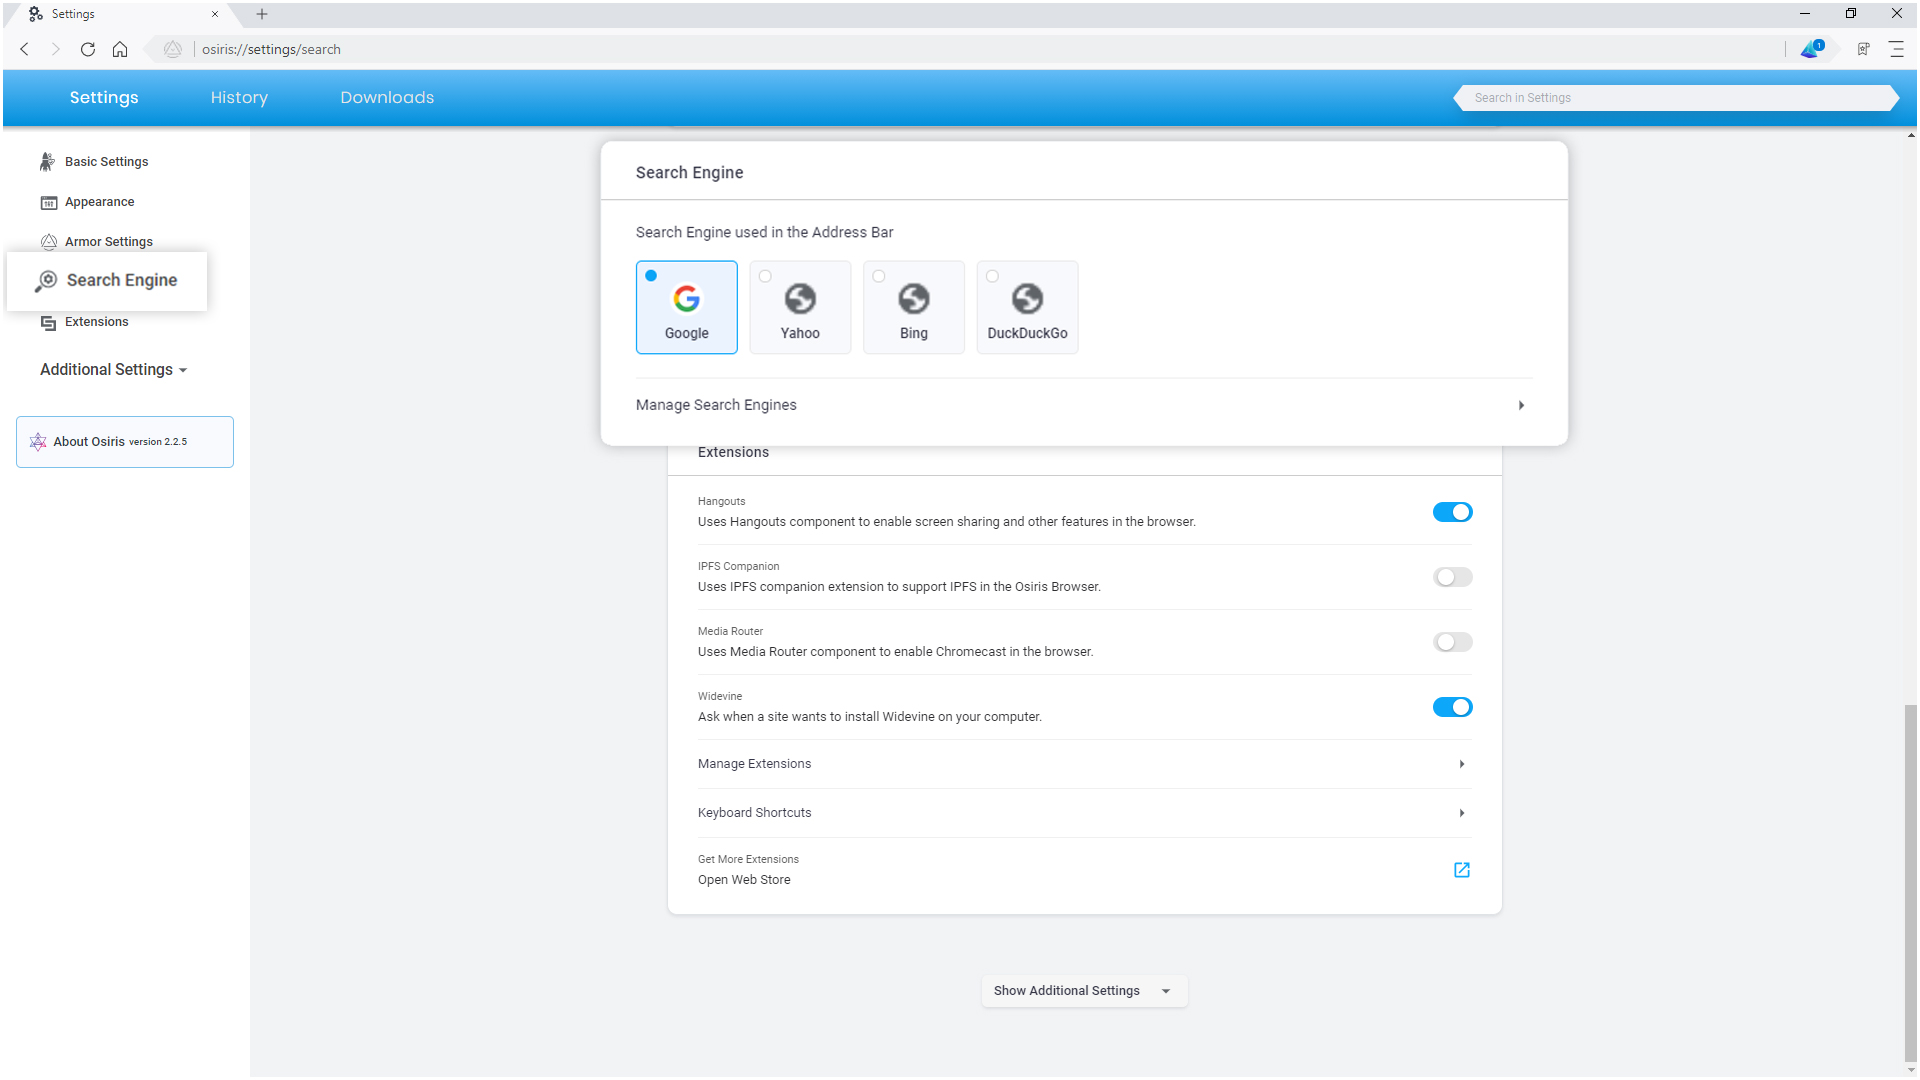 Settings
osiris://settings/search
1
Settings History Downloads
Search in Settings
Basic Settings
Appearance
Armor Settings
Search Engine
Extensions
Additional Settings
About Osiris version 2.2.5
Search Engine
Search Engine used in the Address Bar
Google
Yahoo
Bing
DuckDuckGo
Manage Search Engines
Extensions
Hangouts
Uses Hangouts component to enable screen sharing and other features in the browser.
IPFS Companion
Uses IPFS companion extension to support IPFS in the Osiris Browser.
Media Router
Uses Media Router component to enable Chromecast in the browser.
Widevine
Ask when a site wants to install Widevine on your computer.
Manage Extensions
Keyboard Shortcuts
Get More Extensions
Open Web Store
Show Additional Settings